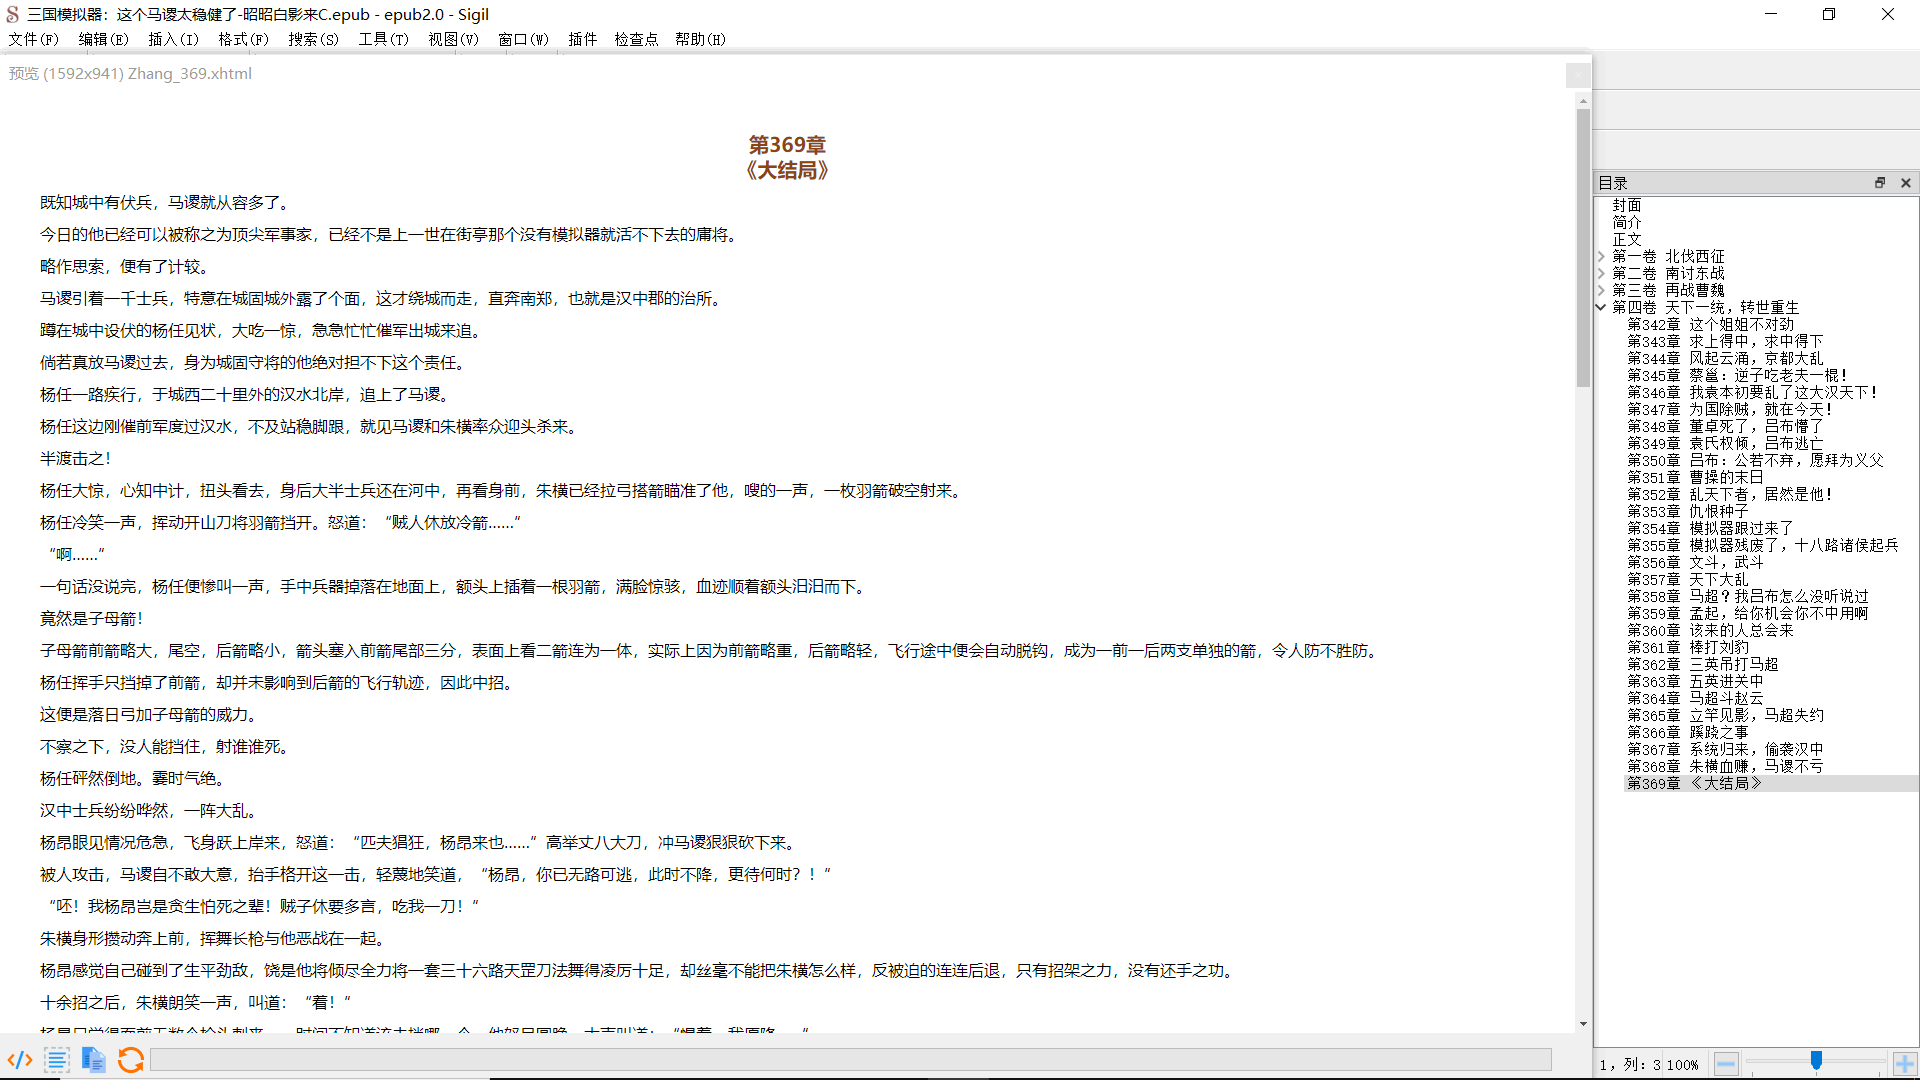 三国模拟器：这个马谡太稳健了-昭昭白影来C.epub - epub2.0 - Sigil
文件(F) 编辑(E) 插入(I) 格式(F) 搜索(S) 工具(T) 视图(V) 窗口(W) 插件 检查点 帮助(H)
预览 (1592x941) Zhang_369.xhtml
第369章
《大结局》
既知城中有伏兵，马谡就从容多了。
今日的他已经可以被称之为顶尖军事家，已经不是上一世在街亭那个没有模拟器就活不下去的庸将。
略作思索，便有了计较。
马谡引着一千士兵，特意在城固城外露了个面，这才绕城而走，直奔南郑，也就是汉中郡的治所。
蹲在城中设伏的杨任见状，大吃一惊，急急忙忙催军出城来追。
倘若真放马谡过去，身为城固守将的他绝对担不下这个责任。
杨任一路疾行，于城西二十里外的汉水北岸，追上了马谡。
杨任这边刚催前军度过汉水，不及站稳脚跟，就见马谡和朱横率众迎头杀来。
半渡击之！
杨任大惊，心知中计，扭头看去，身后大半士兵还在河中，再看身前，朱横已经拉弓搭箭瞄准了他，嗖的一声，一枚羽箭破空射来。
杨任冷笑一声，挥动开山刀将羽箭挡开。怒道：“贼人休放冷箭……“
“啊……“
一句话没说完，杨任便惨叫一声，手中兵器掉落在地面上，额头上插着一根羽箭，满脸惊骇，血迹顺着额头汩汩而下。
竟然是子母箭！
子母箭前箭略大，尾空，后箭略小，箭头塞入前箭尾部三分，表面上看二箭连为一体，实际上因为前箭略重，后箭略轻，飞行途中便会自动脱钩，成为一前一后两支单独的箭，令人防不胜防。
杨任挥手只挡掉了前箭，却并未影响到后箭的飞行轨迹，因此中招。
这便是落日弓加子母箭的威力。
不察之下，没人能挡住，射谁谁死。
杨任砰然倒地。霎时气绝。
汉中士兵纷纷哗然，一阵大乱。
杨昂眼见情况危急，飞身跃上岸来，怒道：“匹夫猖狂，杨昂来也……“高举丈八大刀，冲马谡狠狠砍下来。
被人攻击，马谡自不敢大意，抬手格开这一击，轻蔑地笑道，“杨昂，你已无路可逃，此时不降，更待何时？！“
“呸！我杨昂岂是贪生怕死之辈！贼子休要多言，吃我一刀！“
朱横身形攒动奔上前，挥舞长枪与他恶战在一起。
杨昂感觉自己碰到了生平劲敌，饶是他将倾尽全力将一套三十六路天罡刀法舞得凌厉十足，却丝毫不能把朱横怎么样，反被迫的连连后退，只有招架之力，没有还手之功。
十余招之后，朱横朗笑一声，叫道：“着！“
目录
封面
简介
正文
第一卷 北伐西征
第二卷 南讨东战
第三卷 再战曹魏
第四卷 天下一统，转世重生
第342章 这个姐姐不对劲
第343章 求上得中，求中得下
第344章 风起云涌，京都大乱
第345章 蔡邕：逆子吃老夫一棍！
第346章 我袁本初要乱了这大汉天下！
第347章 为国除贼，就在今天！
第348章 董卓死了，吕布懵了
第349章 袁氏权倾，吕布逃亡
第350章 吕布：公若不弃，愿拜为义父
第351章 曹操的末日
第352章 乱天下者，居然是他！
第353章 仇恨种子
第354章 模拟器跟过来了
第355章 模拟器残废了，十八路诸侯起兵
第356章 文斗，武斗
第357章 天下大乱
第358章 马超？我吕布怎么没听说过
第359章 孟起，给你机会你不中用啊
第360章 该来的人总会来
第361章 棒打刘豹
第362章 三英吊打马超
第363章 五英进关中
第364章 马超斗赵云
第365章 立竿见影，马超失约
第366章 蹊跷之事
第367章 系统归来，偷袭汉中
第368章 朱横血赚，马谡不亏
第369章 《大结局》
1，列：3 100%